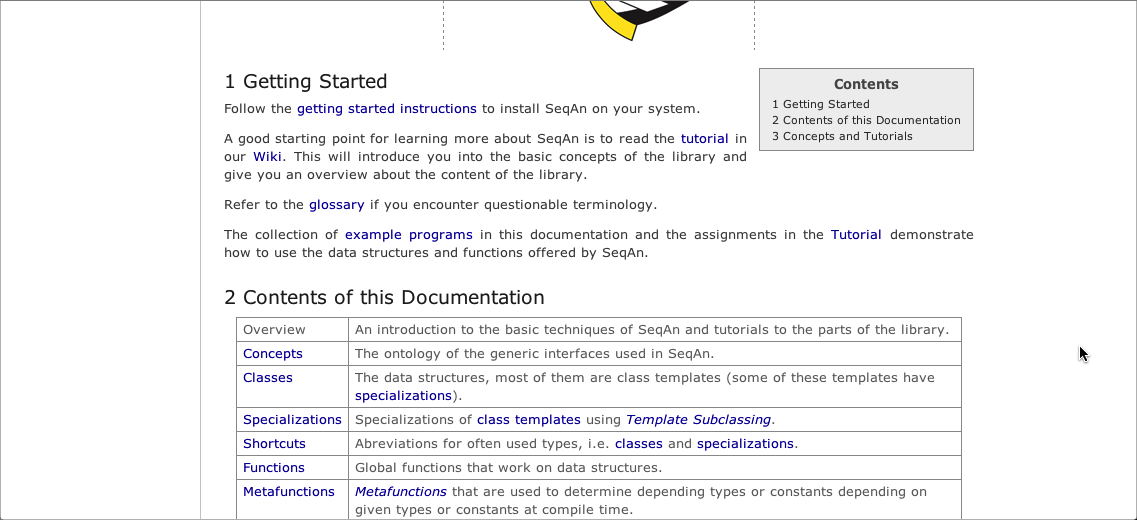 1 Getting Started
Follow the getting started instructions to install SeqAn on your system.
A good starting point for learning more about SeqAn is to read the tutorial in
our Wiki. This will introduce you into the basic concepts of the library and
give you an overview about the content of the library.
Refer to the glossary if you encounter questionable terminology.
The collection of example programs in this documentation and the assignments in the Tutorial demonstrate
how to use the data structures and functions offered by SeqAn.
Contents
1 Getting Started
2 Contents of this Documentation
3 Concepts and Tutorials
2 Contents of this Documentation
Overview An introduction to the basic techniques of SeqAn and tutorials to the parts of the library.
Concepts The ontology of the generic interfaces used in SeqAn.
Classes The data structures, most of them are class templates (some of these templates have
specializations).
Specializations Specializations of class templates using Template Subclassing.
Shortcuts Abreviations for often used types, i.e. classes and specializations.
Functions Global functions that work on data structures.
Metafunctions Metafunctions that are used to determine depending types or constants depending on
given types or constants at compile time.